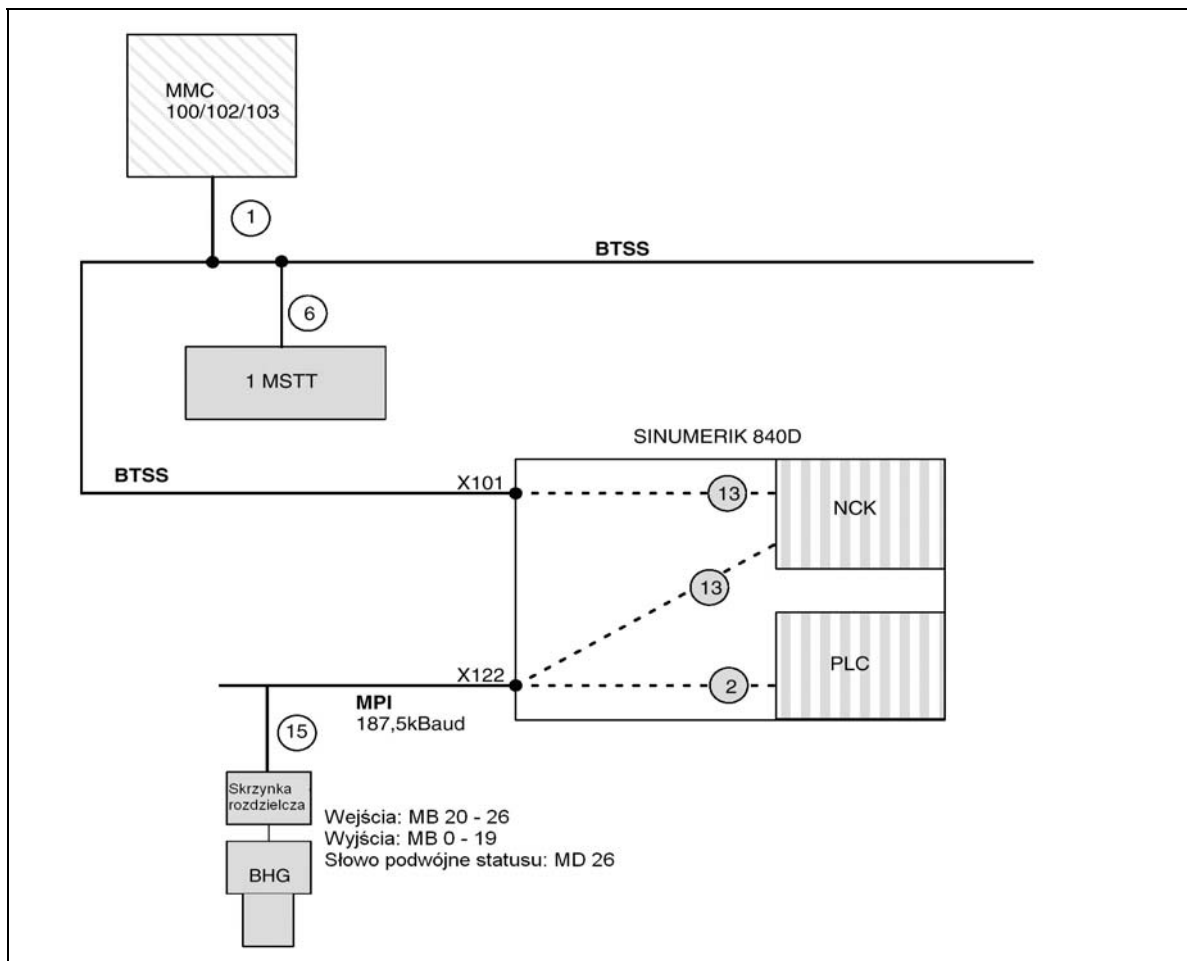 MMC
100/102/103
1
BTSS
6
1 MSTT
SINUMERIK 840D
BTSS
X101
13
NCK
13
X122
MPI
187,5kBaud
2
PLC
15
Skrzynka
rozdzielcza
Wejścia: MB 20 - 26
Wyjścia: MB 0 - 19
Słowo podwójne statusu: MD 26
BHG